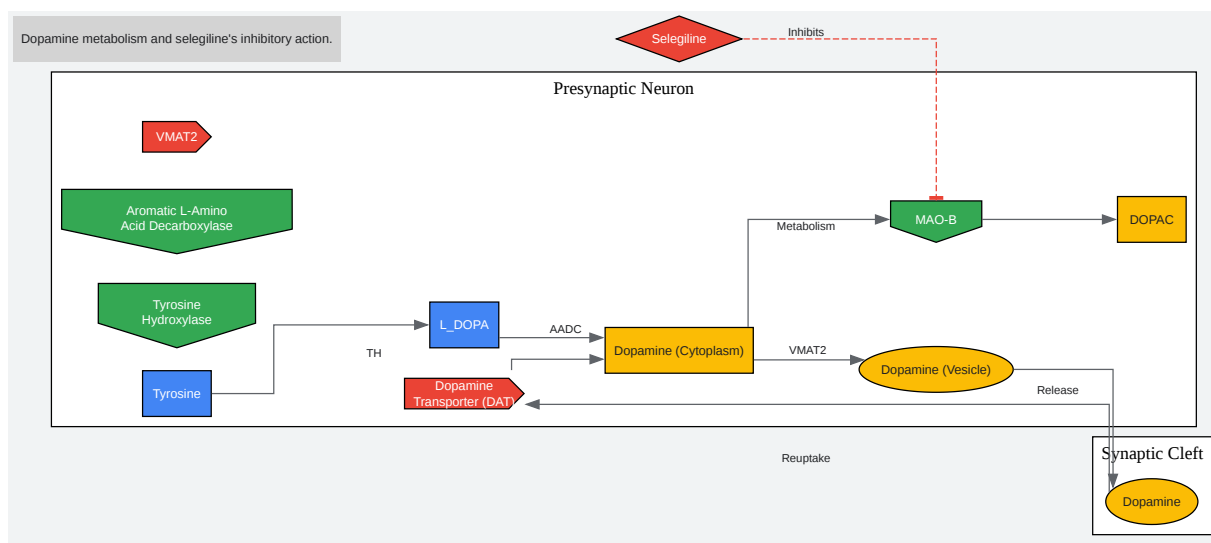 Dopamine metabolism and selegiline's inhibitory action.
Selegiline
Inhibits
Presynaptic Neuron
VMAT2
Aromatic L-Amino
Acid Decarboxylase
MAO-B
DOPAC
Metabolism
Tyrosine
Hydroxylase
L_DOPA
AADC
Dopamine (Cytoplasm)
VMAT2
TH
Dopamine (Vesicle)
Tyrosine
Dopamine
Transporter (DAT)
Release
Reuptake
Synaptic Cleft
Dopamine